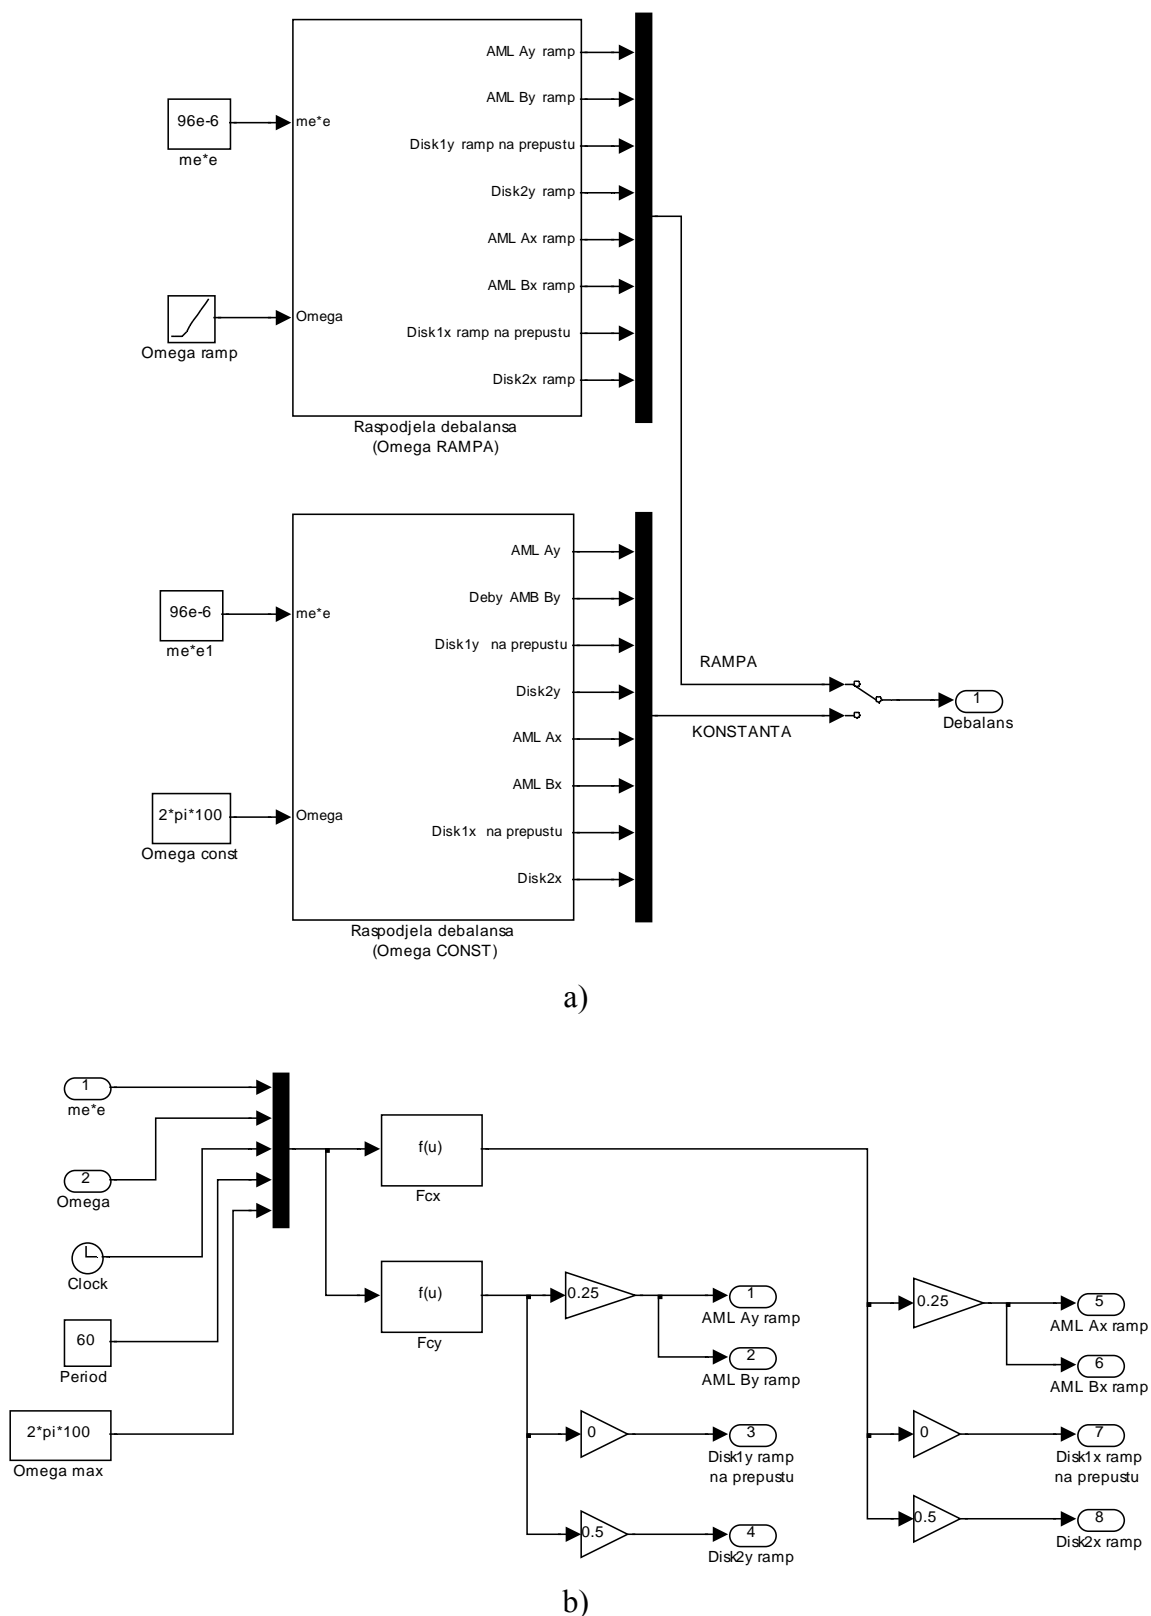 AML Ay ramp
AML By ramp
96e-6
me*e
me*e
Disk1y ramp na prepustu
Disk2y ramp
AML Ax ramp
AML Bx ramp
Omega
Omega ramp
Disk1x ramp na prepustu
Disk2x ramp
Raspodjela debalansa
(Omega RAMPA)
AML Ay
Deby AMB By
96e-6
me*e
me*e1
Disk1y na prepustu
RAMPA
Disk2y
1
Debalans
KONSTANTA
AML Ax
AML Bx
2*pi*100
Omega
Omega const
Disk1x na prepustu
Disk2x
Raspodjela debalansa
(Omega CONST)
a)
1
me*e
f(u)
Fcx
2
Omega
Clock
f(u)
Fcy
0.25
1
AML Ay ramp
0.25
5
AML Ax ramp
60
Period
2
AML By ramp
6
AML Bx ramp
2*pi*100
Omega max
0
3
Disk1y ramp
na prepustu
0
7
Disk1x ramp
na prepustu
0.5
4
Disk2y ramp
0.5
8
Disk2x ramp
b)